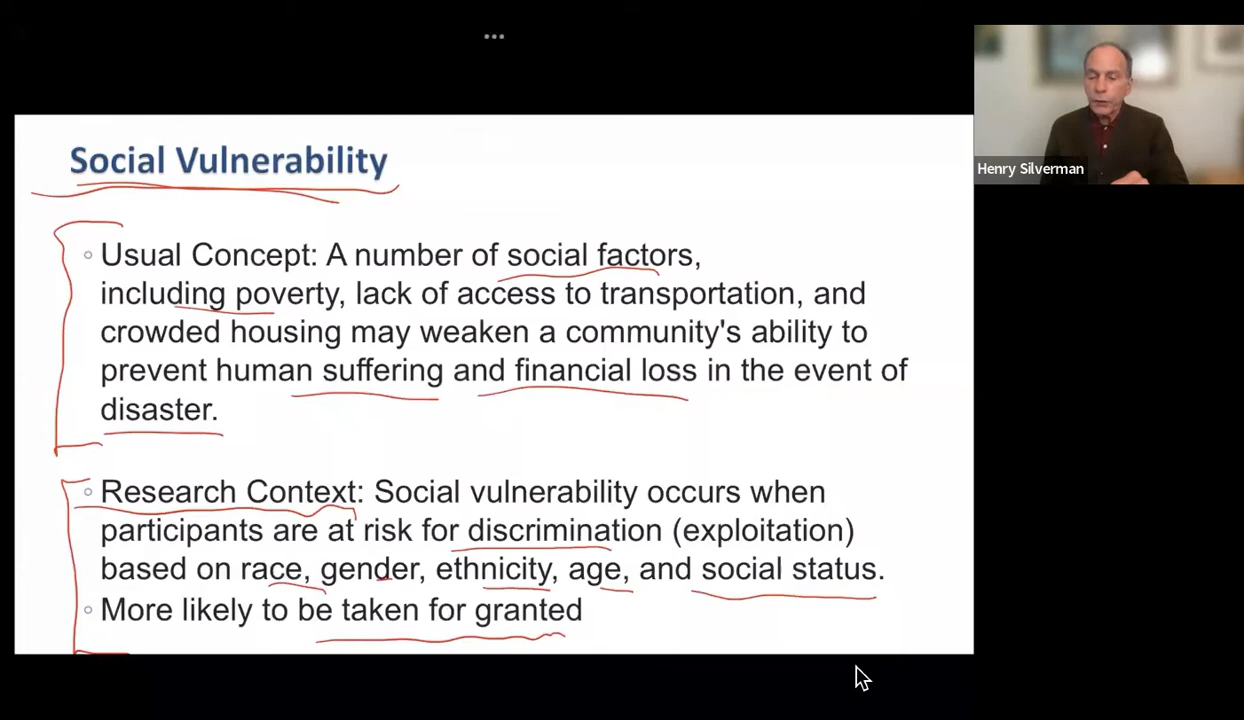 Social Vulnerability
Usual Concept: A number of social factors,
including poverty, lack of access to transportation, and
crowded housing may weaken a community's ability to
prevent human suffering and financial loss in the event of
disaster.
Research Context: Social vulnerability occurs when
participants are at risk for discrimination (exploitation)
based on race, gender, ethnicity, age, and social status.
More likely to be taken for granted
Henry Silverman